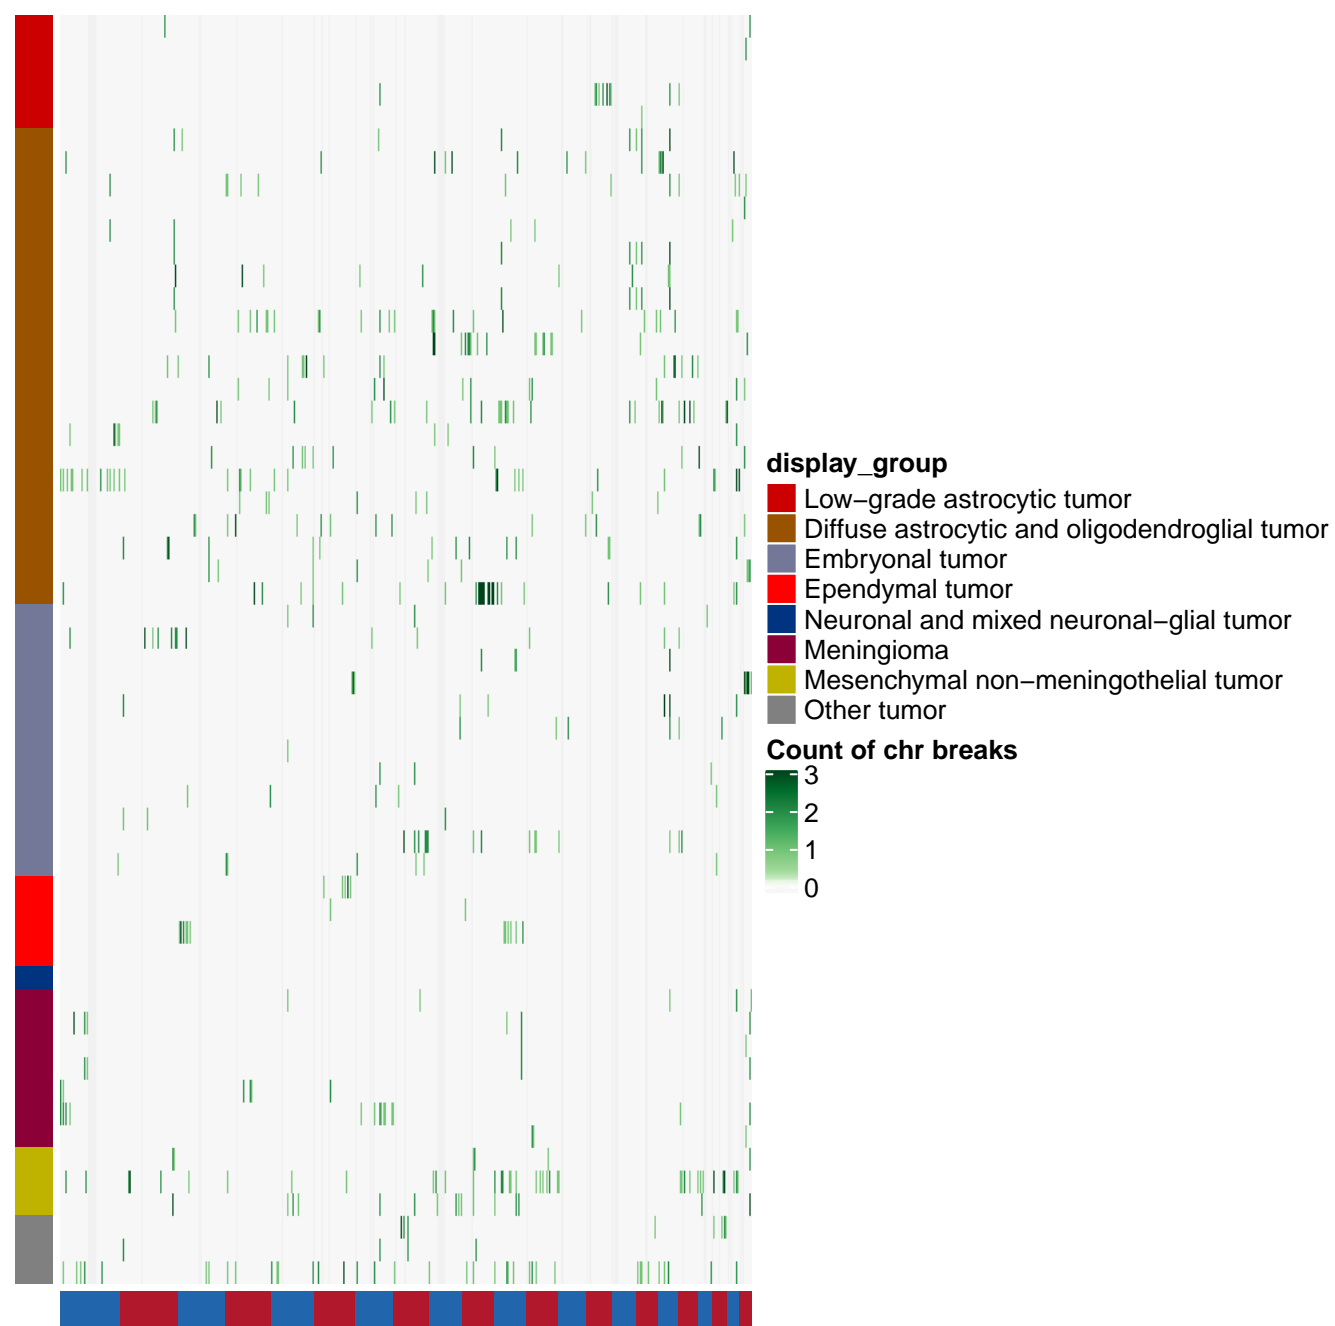 display_group
Low−grade astrocytic tumor
Diffuse astrocytic and oligodendroglial tumor
Embryonal tumor
Ependymal tumor
Neuronal and mixed neuronal−glial tumor
Meningioma
Mesenchymal non−meningothelial tumor
Other tumor
Count of chr breaks
3
2
1
0